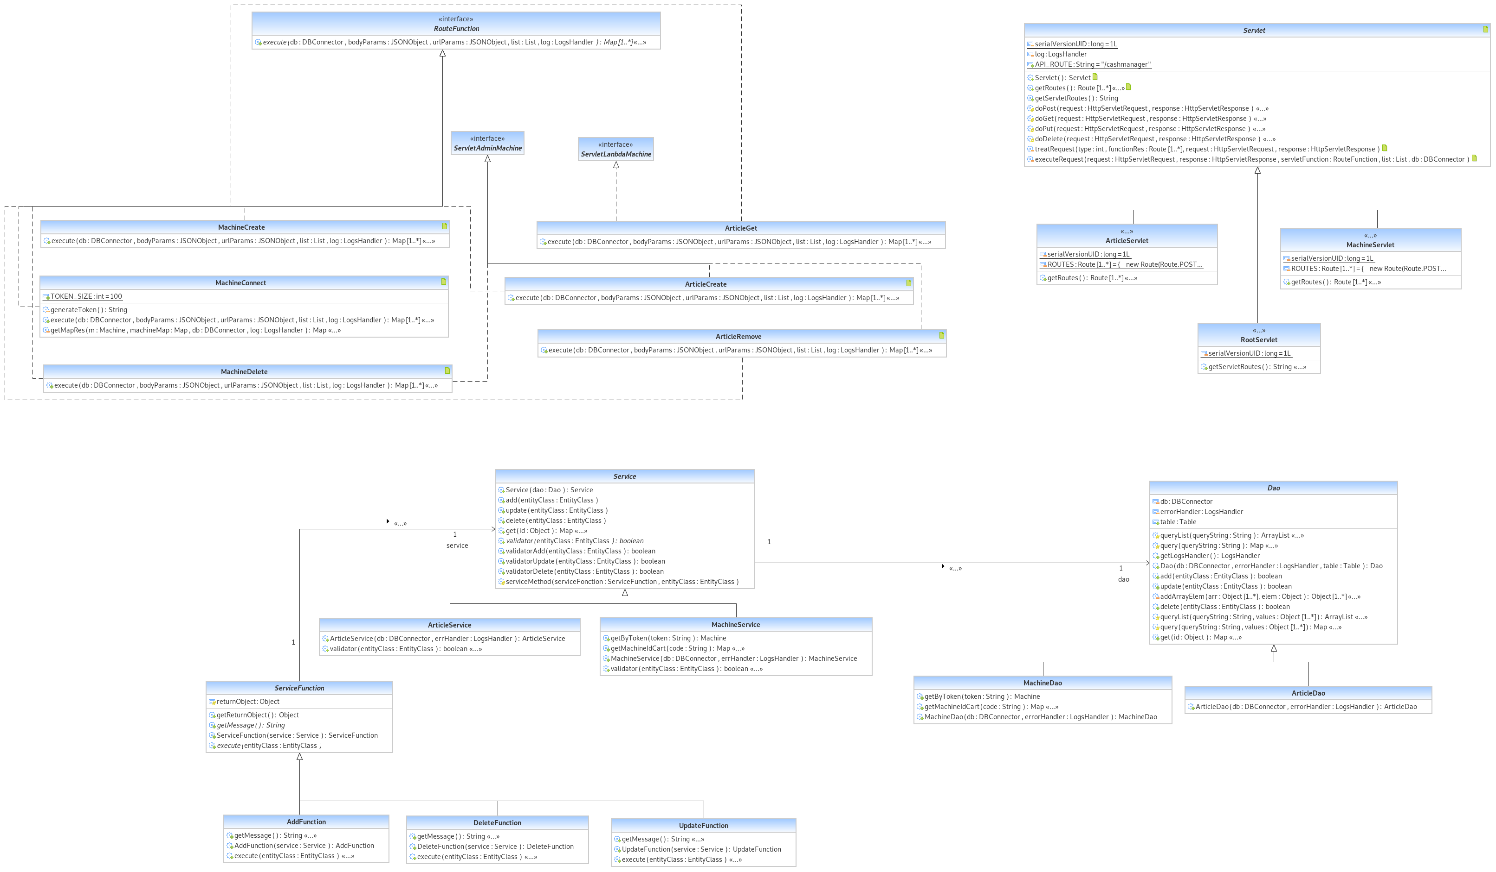 «interface»
RouteFunction
execute(db : DBConnector , bodyParams : JSONObject , urlParams : JSONObject , list : List , log : LogsHandler ) : Map [1..*] «...»
Servlet
serialVersionUID : long = 1L
log : LogsHandler
API_ROUTE : String = "/cashmanager"
Servlet ( ) : Servlet
getRoutes ( ) : Route [1..*] «...»
getServletRoutes ( ) : String
doPost (request : HttpServletRequest , response : HttpServletResponse ) «...»
doGet (request : HttpServletRequest , response : HttpServletResponse ) «...»
doPut (request : HttpServletRequest , response : HttpServletResponse ) «...»
doDelete (request : HttpServletRequest , response : HttpServletResponse ) «...»
treatRequest (type : int , functionRes : Route [1..*], request : HttpServletRequest , response : HttpServletResponse )
executeRequest (request : HttpServletRequest , response : HttpServletResponse , servletFunction : RouteFunction , list : List , db : DBConnector )
«interface»
ServletAdminMachine
«interface»
ServletLambdaMachine
MachineCreate
execute (db : DBConnector , bodyParams : JSONObject , urlParams : JSONObject , list : List , log : LogsHandler ) : Map [1..*] «...»
ArticleGet
execute (db : DBConnector , bodyParams : JSONObject , urlParams : JSONObject , list : List , log : LogsHandler ) : Map [1..*] «...»
«...»
ArticleServlet
serialVersionUID : long = 1L
ROUTES : Route [1..*] = { new Route(Route.POST...
getRoutes ( ) : Route [1..*] «...»
«...»
MachineServlet
serialVersionUID : long = 1L
ROUTES : Route [1..*] = { new Route(Route.POST...
getRoutes ( ) : Route [1..*] «...»
MachineConnect
TOKEN_SIZE : int = 100
generateToken ( ) : String
execute (db : DBConnector , bodyParams : JSONObject , urlParams : JSONObject , list : List , log : LogsHandler ) : Map [1..*] «...»
getMapRes (m : Machine , machineMap : Map , db : DBConnector , log : LogsHandler ) : Map «...»
ArticleCreate
execute (db : DBConnector , bodyParams : JSONObject , urlParams : JSONObject , list : List , log : LogsHandler ) : Map [1..*] «...»
ArticleRemove
execute (db : DBConnector , bodyParams : JSONObject , urlParams : JSONObject , list : List , log : LogsHandler ) : Map [1..*] «...»
«...»
RootServlet
serialVersionUID : long = 1L
getServletRoutes ( ) : String «...»
MachineDelete
execute (db : DBConnector , bodyParams : JSONObject , urlParams : JSONObject , list : List , log : LogsHandler ) : Map [1..*] «...»
Service
Service (dao : Dao ) : Service
add (entityClass : EntityClass )
update (entityClass : EntityClass )
delete (entityClass : EntityClass )
get (id : Object ) : Map «...»
validator (entityClass : EntityClass ) : boolean
validatorAdd (entityClass : EntityClass ) : boolean
validatorUpdate (entityClass : EntityClass ) : boolean
validatorDelete (entityClass : EntityClass ) : boolean
serviceMethod (serviceFonction : ServiceFunction , entityClass : EntityClass )
«...»
1
service
1
«...»
1
dao
Dao
db : DBConnector
errorHandler : LogsHandler
table : Table
queryList (queryString : String ) : ArrayList «...»
query (queryString : String ) : Map «...»
getLogsHandler ( ) : LogsHandler
Dao (db : DBConnector , errorHandler : LogsHandler , table : Table ) : Dao
add (entityClass : EntityClass ) : boolean
update (entityClass : EntityClass ) : boolean
addArrayElem (arr : Object [1..*], elem : Object ) : Object [1..*] «...»
delete (entityClass : EntityClass ) : boolean
queryList (queryString : String , values : Object [1..*]) : ArrayList «...»
query (queryString : String , values : Object [1..*]) : Map «...»
get (id : Object ) : Map «...»
ArticleService
ArticleService (db : DBConnector , errHandler : LogsHandler ) : ArticleService
validator (entityClass : EntityClass ) : boolean «...»
MachineService
getByToken (token : String ) : Machine
getMachineIdCart (code : String ) : Map «...»
MachineService (db : DBConnector , errHandler : LogsHandler ) : MachineService
validator (entityClass : EntityClass ) : boolean «...»
1
ServiceFunction
returnObject : Object
getReturnObject ( ) : Object
getMessage ( ) : String
ServiceFunction (service : Service ) : ServiceFunction
execute (entityClass : EntityClass )
MachineDao
getByToken (token : String ) : Machine
getMachineIdCart (code : String ) : Map «...»
MachineDao (db : DBConnector , errorHandler : LogsHandler ) : MachineDao
ArticleDao
ArticleDao (db : DBConnector , errorHandler : LogsHandler ) : ArticleDao
AddFunction
getMessage ( ) : String «...»
AddFunction (service : Service ) : AddFunction
execute (entityClass : EntityClass ) «...»
DeleteFunction
getMessage ( ) : String «...»
DeleteFunction (service : Service ) : DeleteFunction
execute (entityClass : EntityClass ) «...»
UpdateFunction
getMessage ( ) : String «...»
UpdateFunction (service : Service ) : UpdateFunction
execute (entityClass : EntityClass ) «...»